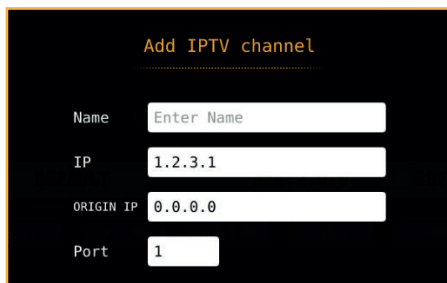 Add IPTV channel
Name Enter Name
IP 1.2.3.1
ORIGIN IP 0.0.0.0
Port 1